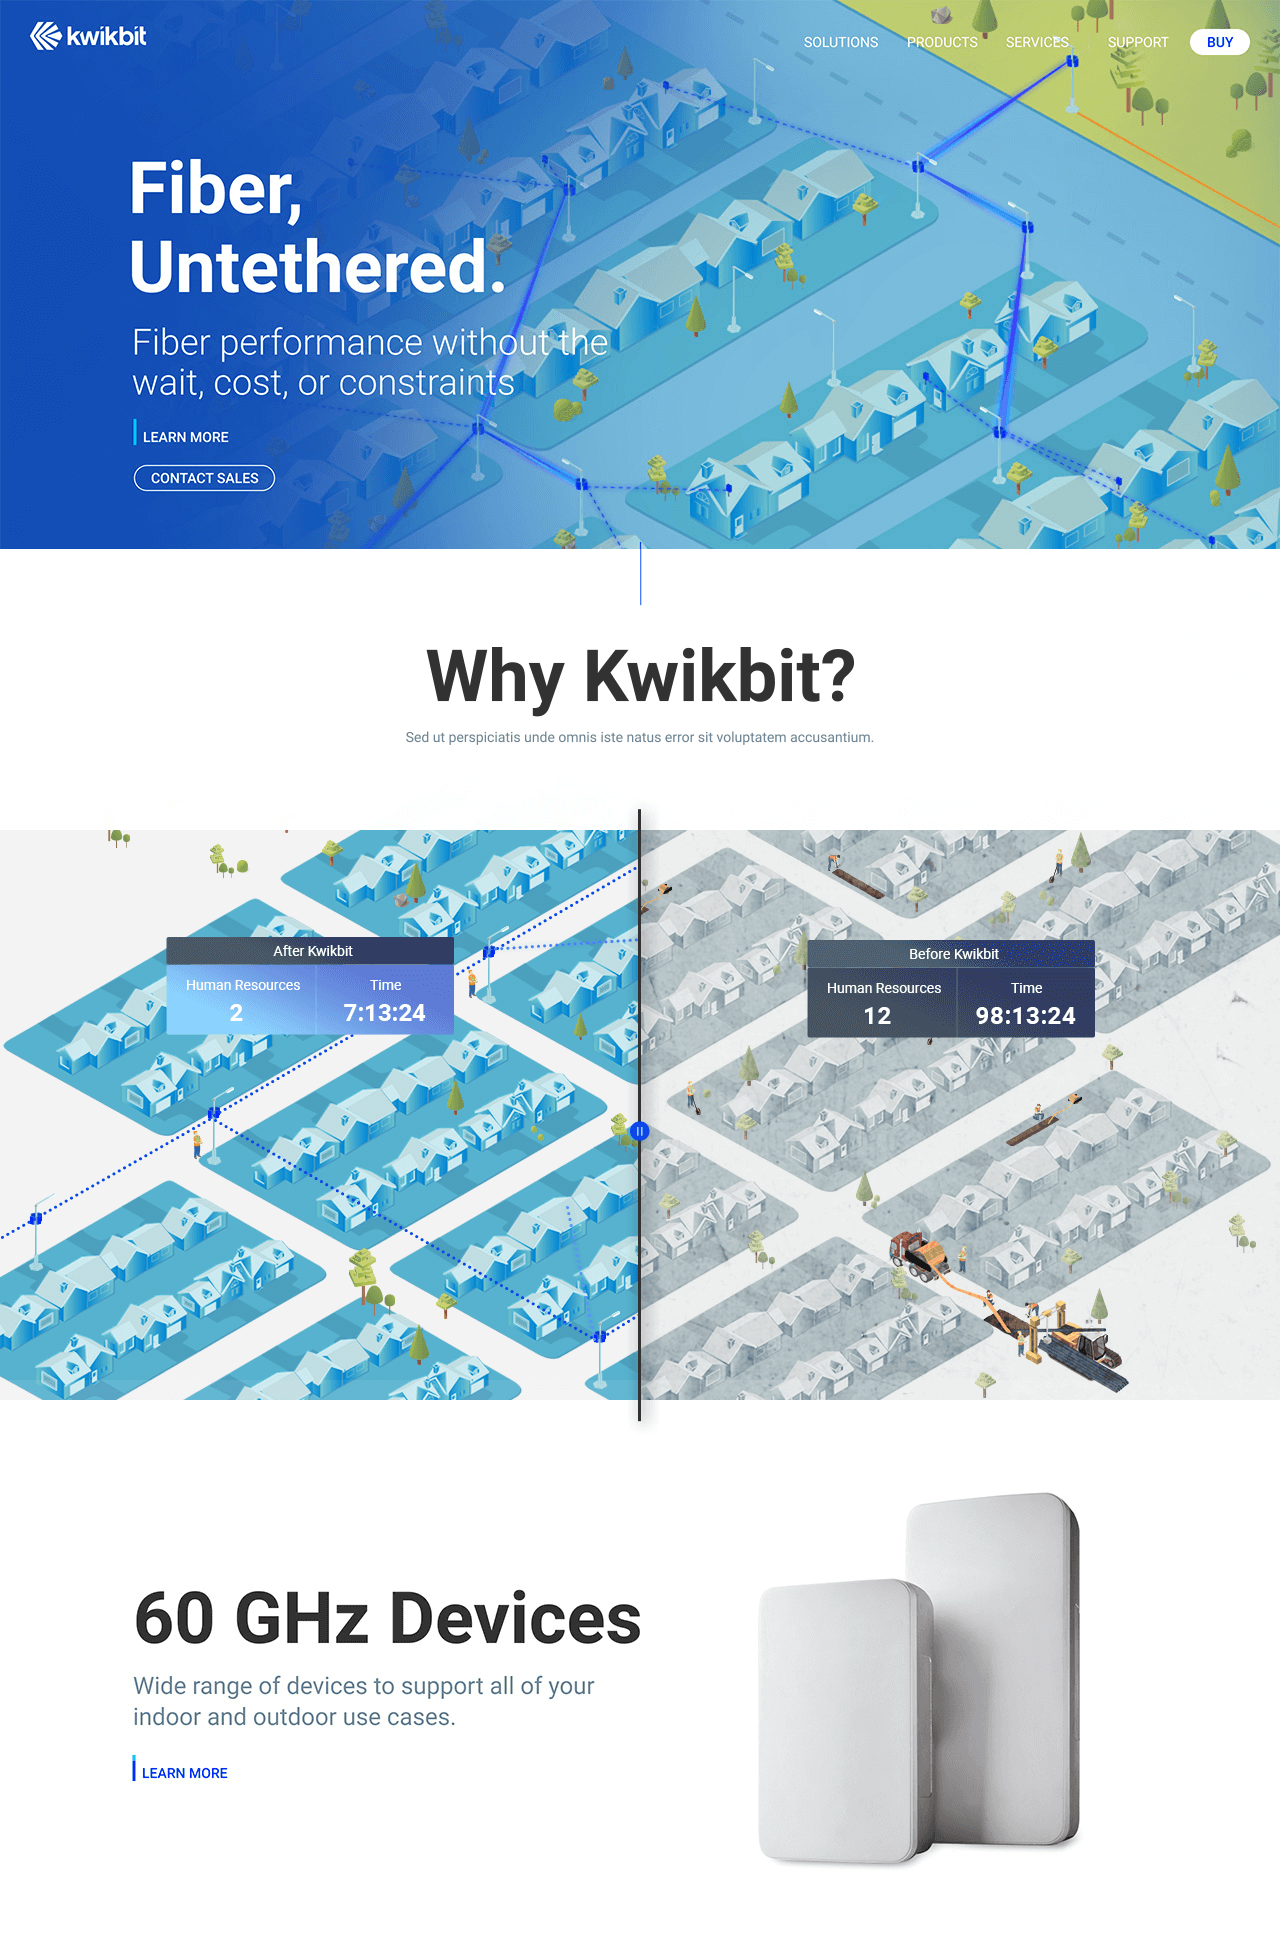 kwikbit
SOLUTIONS PRODUCTS SERVICES SUPPORT BUY
Fiber,
Untethered.
Fiber performance without the
wait, cost, or constraints
LEARN MORE
CONTACT SALES
Why Kwikbit?
Sed ut perspiciatis unde omnis iste natus error sit voluptatem accusantium.
After Kwikbit
Human Resources Time
2 7:13:24
Before Kwikbit
Human Resources Time
12 98:13:24
60 GHz Devices
Wide range of devices to support all of your
indoor and outdoor use cases.
LEARN MORE